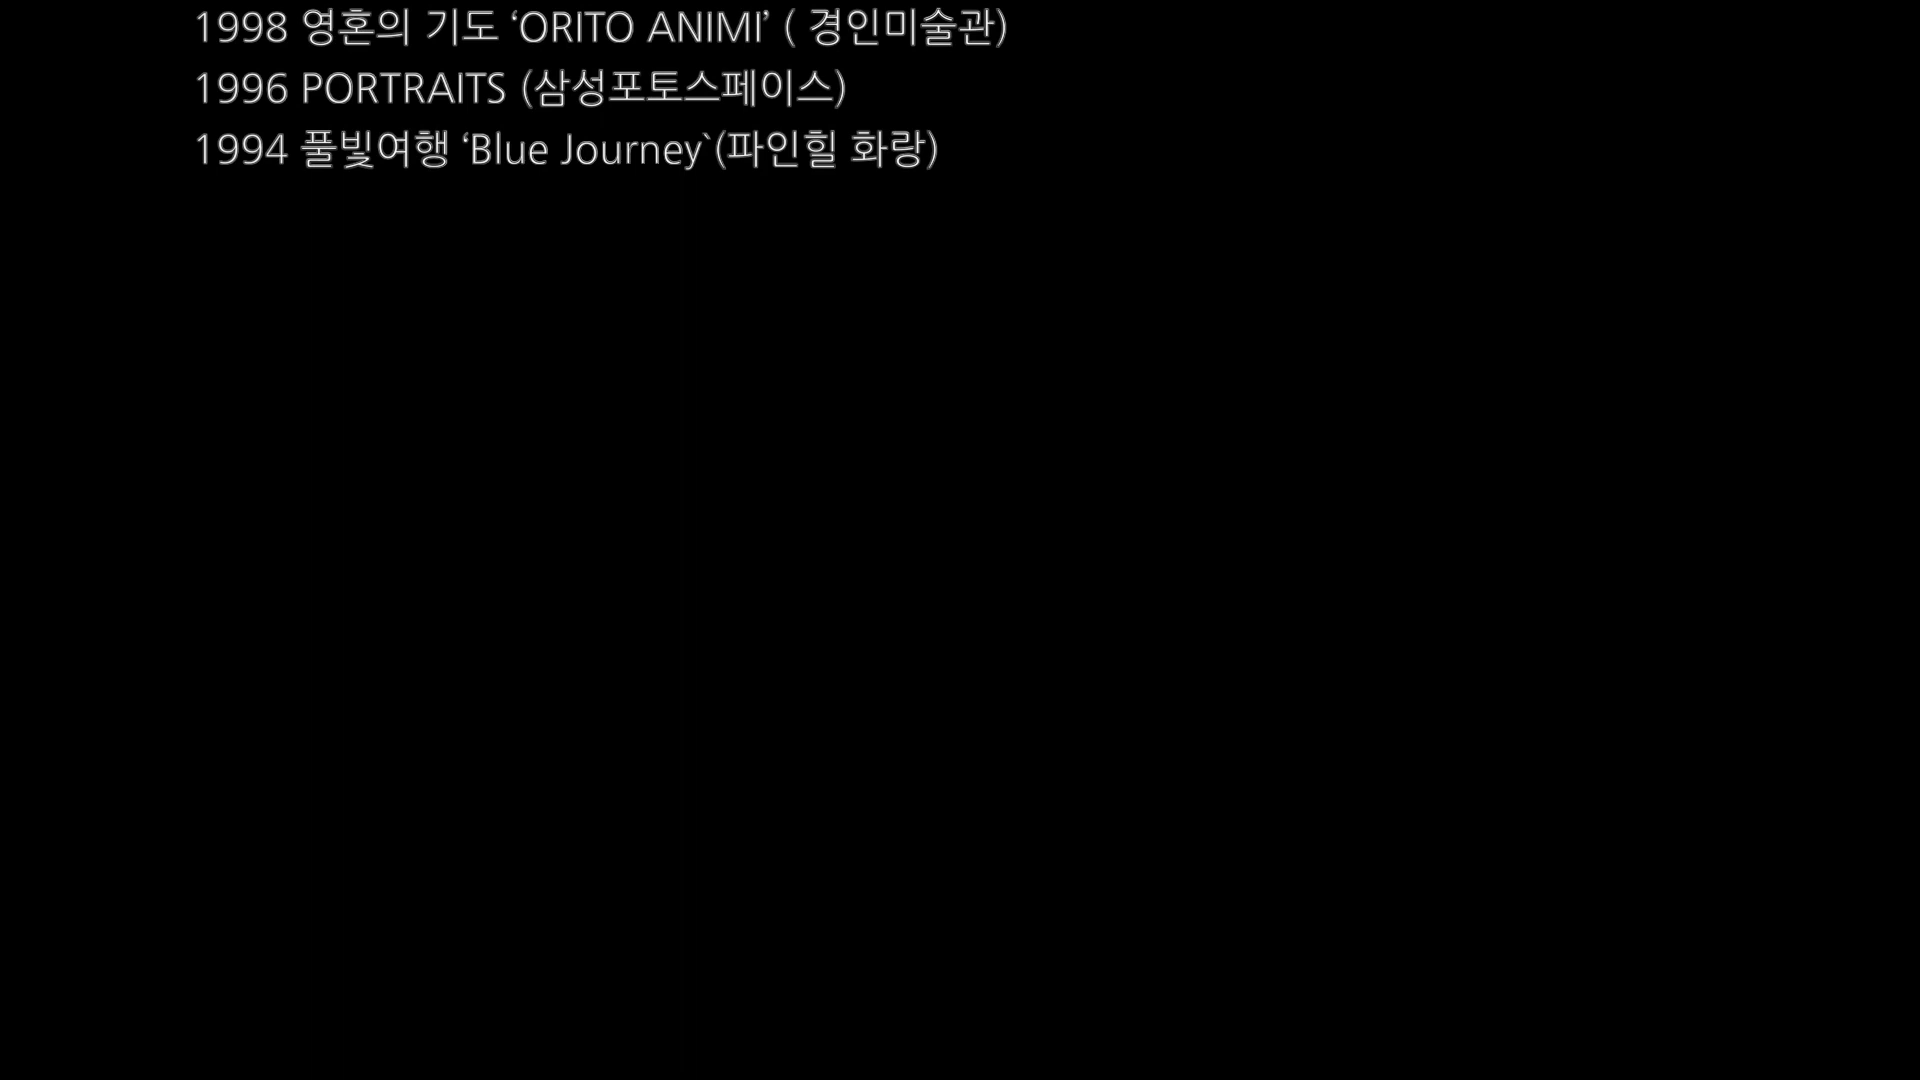 1998 영혼의 기도 ‘ORITO ANIMI’ ( 경인미술관)
1996 PORTRAITS (삼성포토스페이스)
1994 풀빛여행 ‘Blue Journey`(파인힐 화랑)